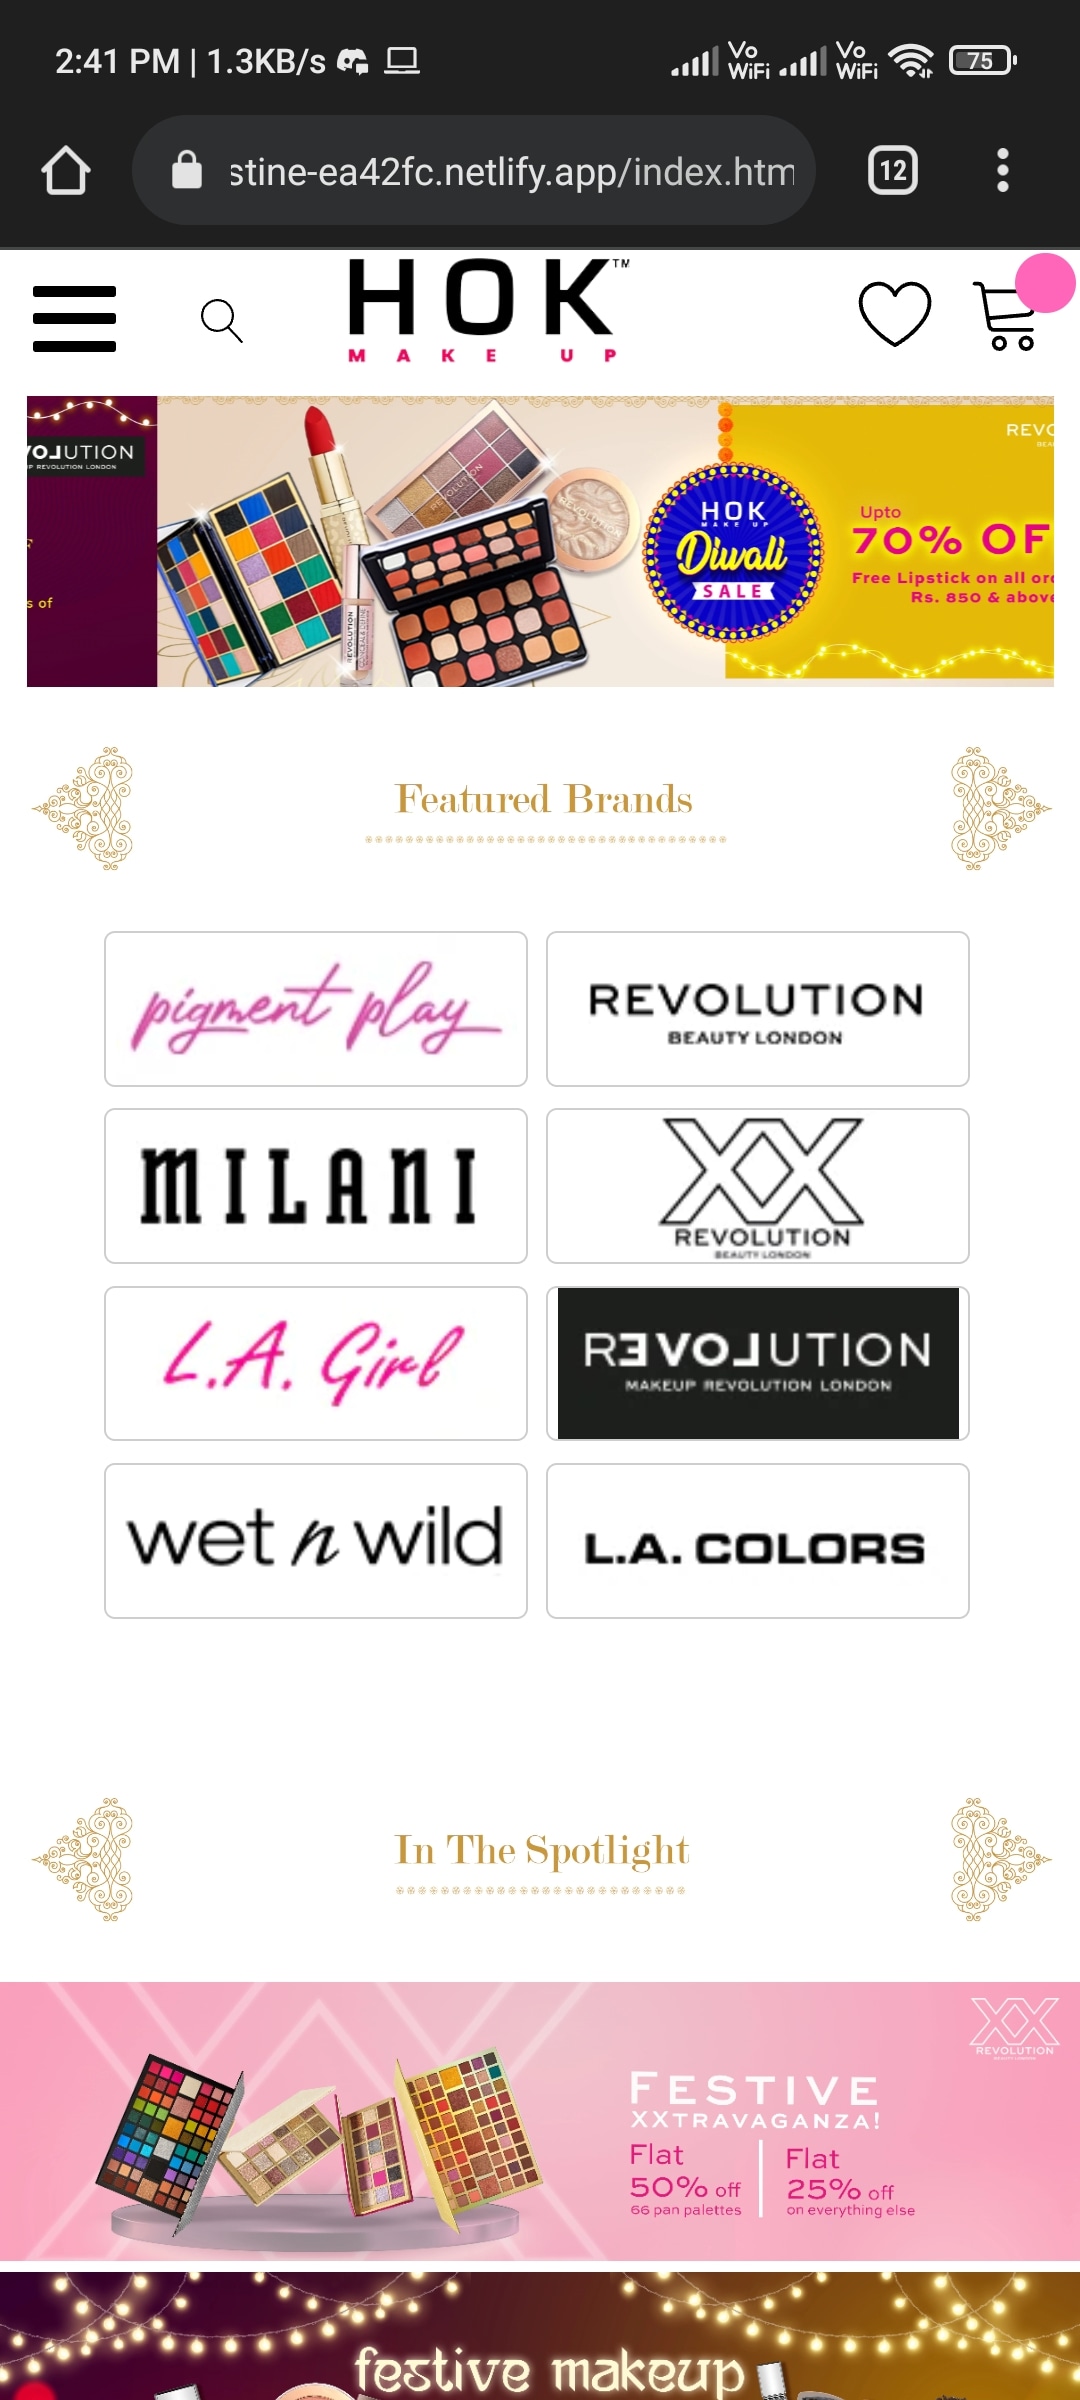 2:41 PM | 1.3KB/s
Vo WiFi
Vo WiFi
75
stine-ea42fc.netlify.app/index.htm
12
HOK™
MAKE UP
REVOLUTION
REVOLUTION LONDON
s of
HOK
MAKE UP
Diwali
SALE
REVO
Upto
70% OF
Free Lipstick on all or
Rs. 850 & above
Featured Brands
pigment play
REVOLUTION
BEAUTY LONDON
MILANI
XX
REVOLUTION
BEAUTY LONDON
L.A. Girl
REVOLUTION
MAKEUP REVOLUTION LONDON
wet n wild
L.A. COLORS
In The Spotlight
XX
REVOLUTION
FESTIVE
XXTRAVAGANZA!
Flat
50% off
66 pan palettes
Flat
25% off
on everything else
festive makeup